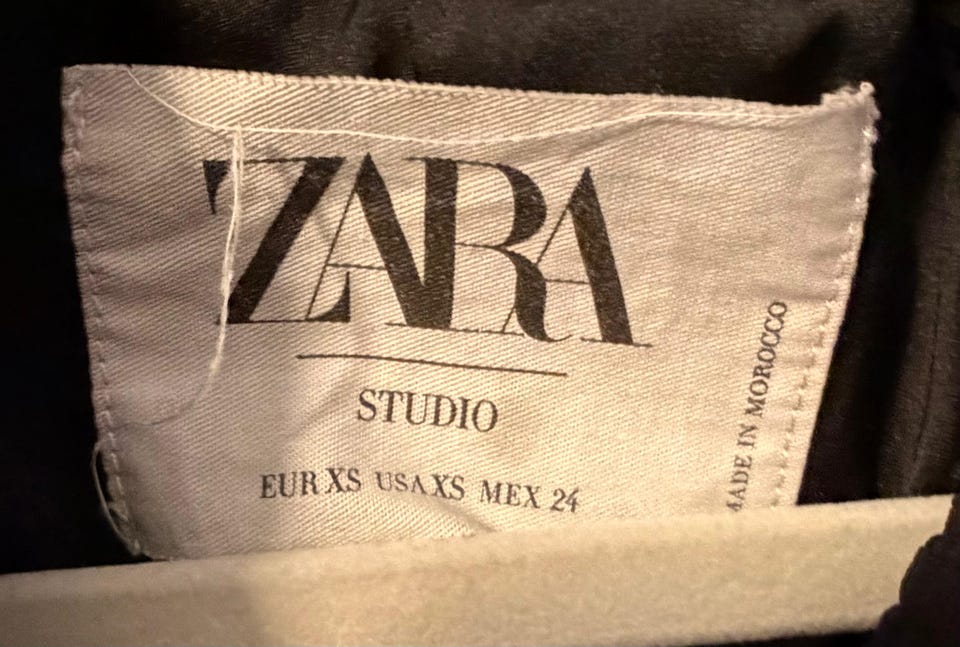 ZARA
STUDIO
EUR XS USA XS MEX 24
MADE IN MOROCCO